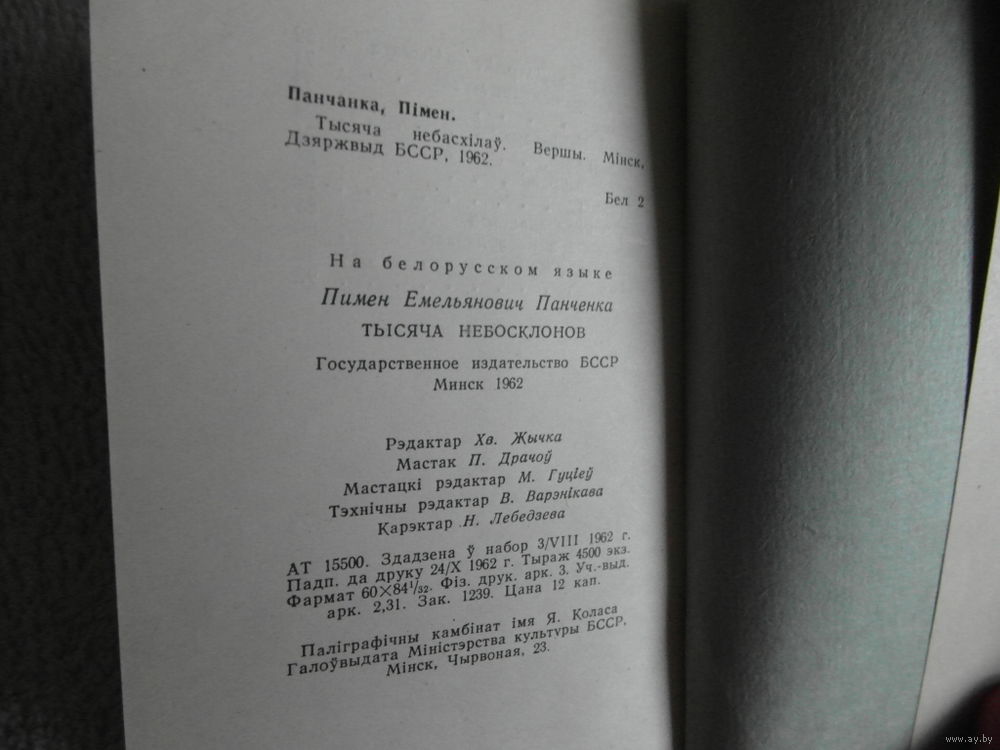 Панчанка, Пімен.
Тысяча небасхілаў. Вершы. Мінск,
Дзяржвыд БССР, 1962.
Бел 2
На белорусском языке
Пимен Емельянович Панченка
ТЫСЯЧА НЕБОСКЛОНОВ
Государственное издательство БССР
Минск 1962
Рэдактар Хв. Жычка
Мастак П. Драчоў
Мастацкі рэдактар М. Гуціеў
Тэхнічны рэдактар В. Варэнікава
Карэктар Н. Лебедзева
АТ 15500. Здадзена ў набор 3/VIII 1962 г.
Падп. да друку 24/X 1962 г. Тыраж 4500 экз.
Фармат 60×84¹/₃₂. Фіз. друк. арк. 3. Уч.-выд.
арк. 2,31. Зак. 1239. Цана 12 кап.
Паліграфічны камбінат імя Я. Коласа
Галоўвыдата Міністэрства культуры БССР,
Мінск, Чырвоная, 23.
www.ay.by